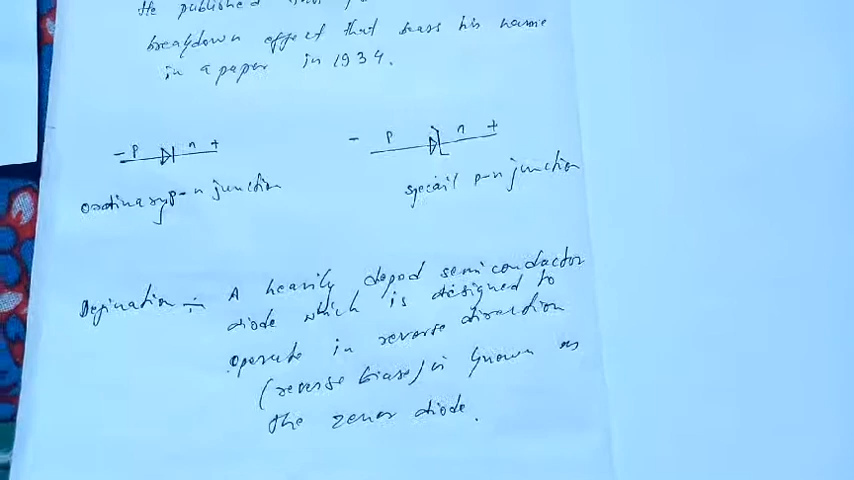 He published
breakdown effect that bears his name
in a paper in 1934.
- P n +
- P n +
ordinary p-n junction
special p-n junction
Defination :- A heavily doped semiconductor
diode which is designed to
operate in reverse direction
(reverse bias) is known as
the zener diode.